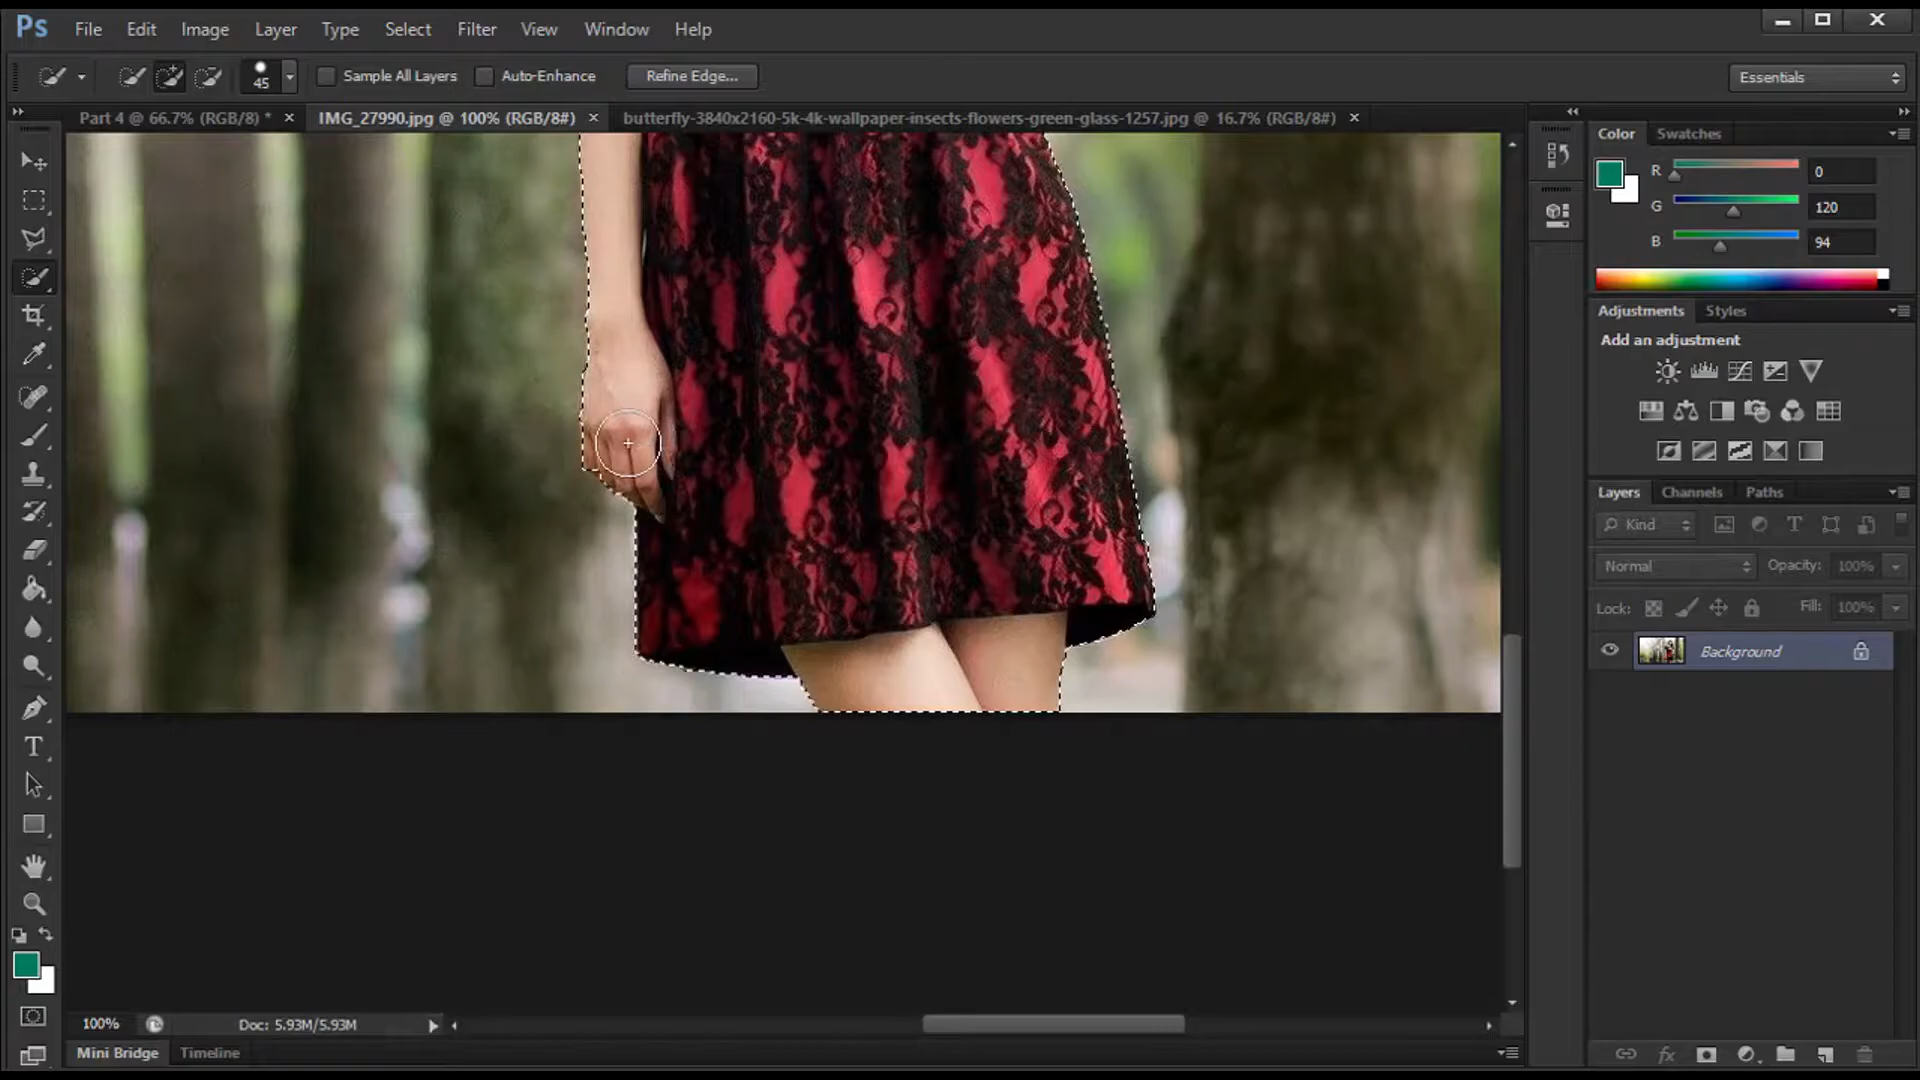 Ps File Edit Image Layer Type Select Filter View Window Help
45 Sample All Layers Auto-Enhance Refine Edge... Essentials
Part 4 @ 66.7% (RGB/8) * × IMG_27990.jpg @ 100% (RGB/8#) × butterfly-3840x2160-5k-4k-wallpaper-insects-flowers-green-glass-1257.jpg @ 16.7% (RGB/8#) ×
Color Swatches
R 0
G 120
B 94
Adjustments Styles
Add an adjustment
Layers Channels Paths
Kind
Normal Opacity: 100%
Lock: Fill: 100%
Background
100% Doc: 5.93M/5.93M
Mini Bridge Timeline